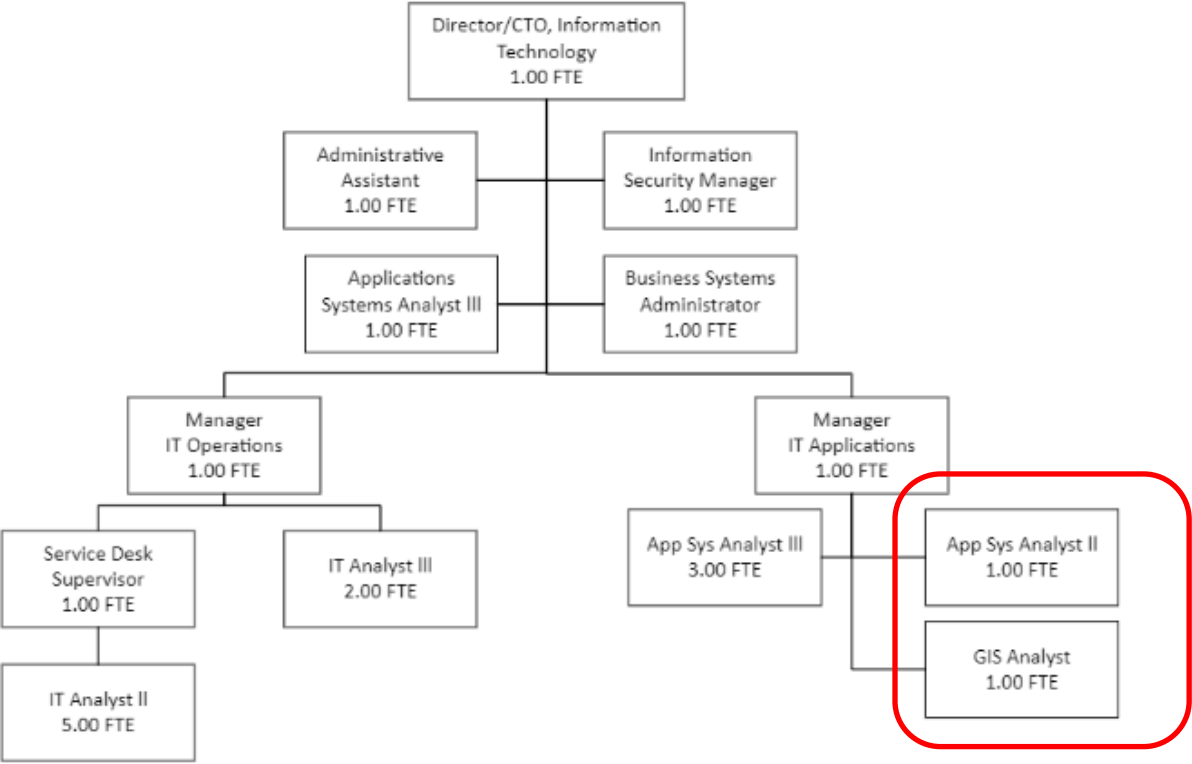 Director/CTO, Information
Technology
1.00 FTE
Administrative
Assistant
1.00 FTE
Information
Security Manager
1.00 FTE
Applications
Systems Analyst III
1.00 FTE
Business Systems
Administrator
1.00 FTE
Manager
IT Operations
1.00 FTE
Manager
IT Applications
1.00 FTE
Service Desk
Supervisor
1.00 FTE
IT Analyst III
2.00 FTE
App Sys Analyst III
3.00 FTE
App Sys Analyst II
1.00 FTE
GIS Analyst
1.00 FTE
IT Analyst II
5.00 FTE